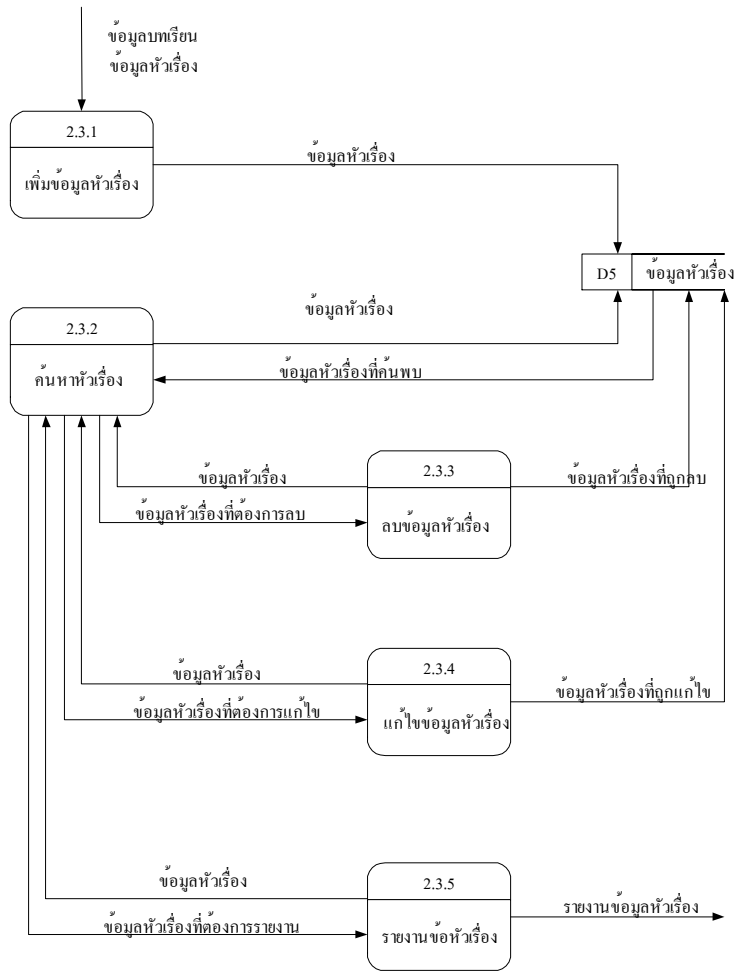 ข้อมูลบทเรียน
ข้อมูลหัวเรื่อง
2.3.1
เพิ่มข้อมูลหัวเรื่อง
ข้อมูลหัวเรื่อง
D5
ข้อมูลหัวเรื่อง
ข้อมูลหัวเรื่อง
2.3.2
ค้นหาหัวเรื่อง
ข้อมูลหัวเรื่องที่ค้นพบ
ข้อมูลหัวเรื่อง
2.3.3
ข้อมูลหัวเรื่องที่ถูกลบ
ข้อมูลหัวเรื่องที่ต้องการลบ
ลบข้อมูลหัวเรื่อง
ข้อมูลหัวเรื่อง
2.3.4
ข้อมูลหัวเรื่องที่ถูกแก้ไข
ข้อมูลหัวเรื่องที่ต้องการแก้ไข
แก้ไขข้อมูลหัวเรื่อง
ข้อมูลหัวเรื่อง
2.3.5
รายงานข้อมูลหัวเรื่อง
ข้อมูลหัวเรื่องที่ต้องการรายงาน
รายงานขอหัวเรื่อง